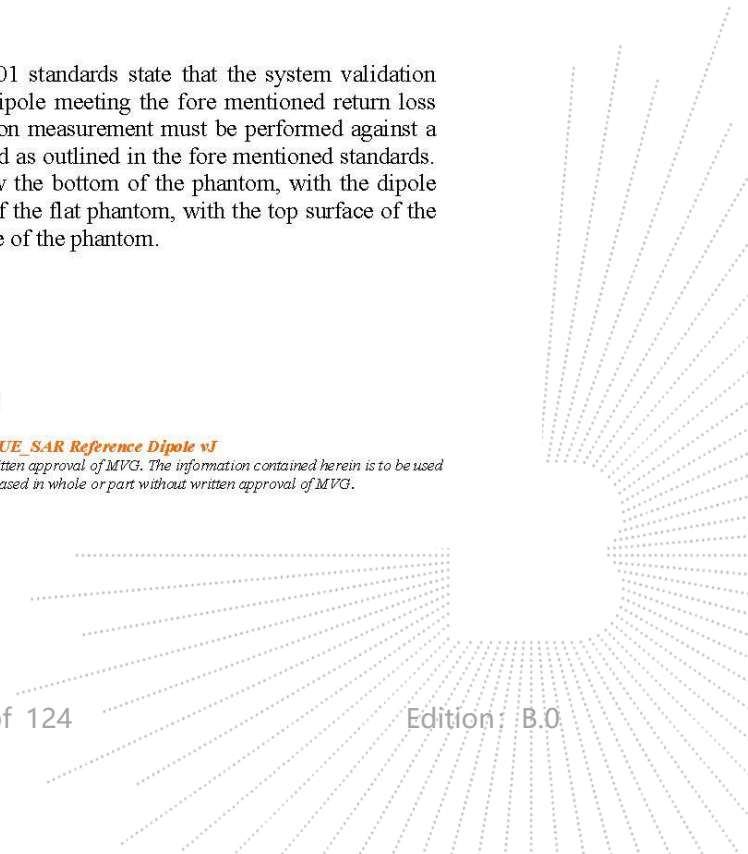 01 standards state that the system validation
ipole meeting the fore mentioned return loss
on measurement must be performed against a
d as outlined in the fore mentioned standards.
v the bottom of the phantom, with the dipole
f the flat phantom, with the top surface of the
e of the phantom.
UE_SAR Reference Dipole vJ
itten approval of MVG. The information contained herein is to be used
ased in whole or part without written approval of MVG.
of 124
Edition: B.0